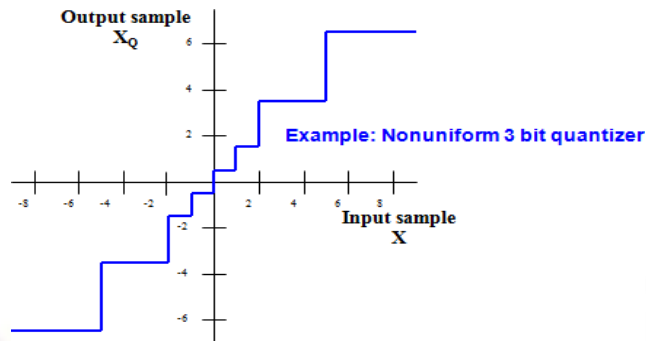 Output sample
X_Q
6
4
2
Example: Nonuniform 3 bit quantizer
-8 -6 -4 -2 2 4 6 8
Input sample
X
-2
-4
-6